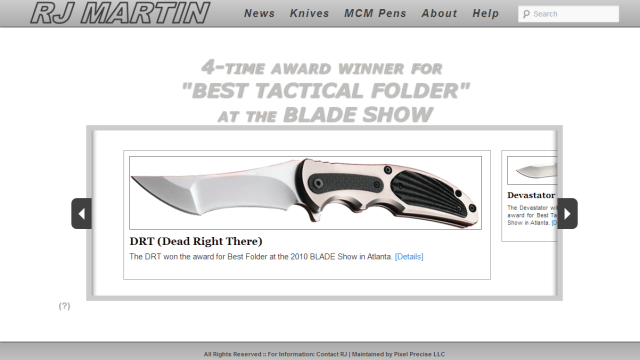 RJ MARTIN
News Knives MCM Pens About Help Search
4-TIME AWARD WINNER FOR
"BEST TACTICAL FOLDER"
AT THE BLADE SHOW
DRT (Dead Right There)
The DRT won the award for Best Folder at the 2010 BLADE Show in Atlanta. [Details]
Devastator
The Devastator
award for Best
Show in Atlanta.
(?)
All Rights Reserved :: For Information: Contact RJ | Maintained by Pixel Precise LLC